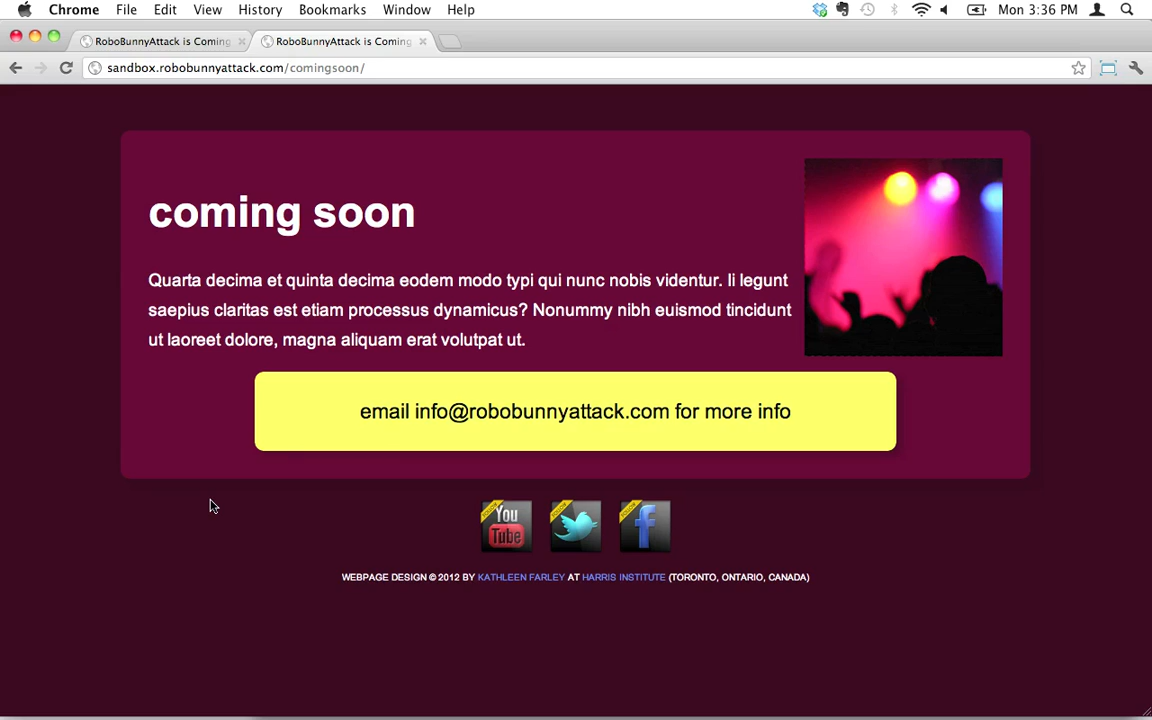 Chrome File Edit View History Bookmarks Window Help Mon 3:36 PM
RoboBunnyAttack is Coming RoboBunnyAttack is Coming
sandbox.robobunnyattack.com/comingsoon/
coming soon
Quarta decima et quinta decima eodem modo typi qui nunc nobis videntur. Ii legunt
saepius claritas est etiam processus dynamicus? Nonummy nibh euismod tincidunt
ut laoreet dolore, magna aliquam erat volutpat ut.
email info@robobunnyattack.com for more info
You
Tube
WEBPAGE DESIGN © 2012 BY KATHLEEN FARLEY AT HARRIS INSTITUTE (TORONTO, ONTARIO, CANADA)